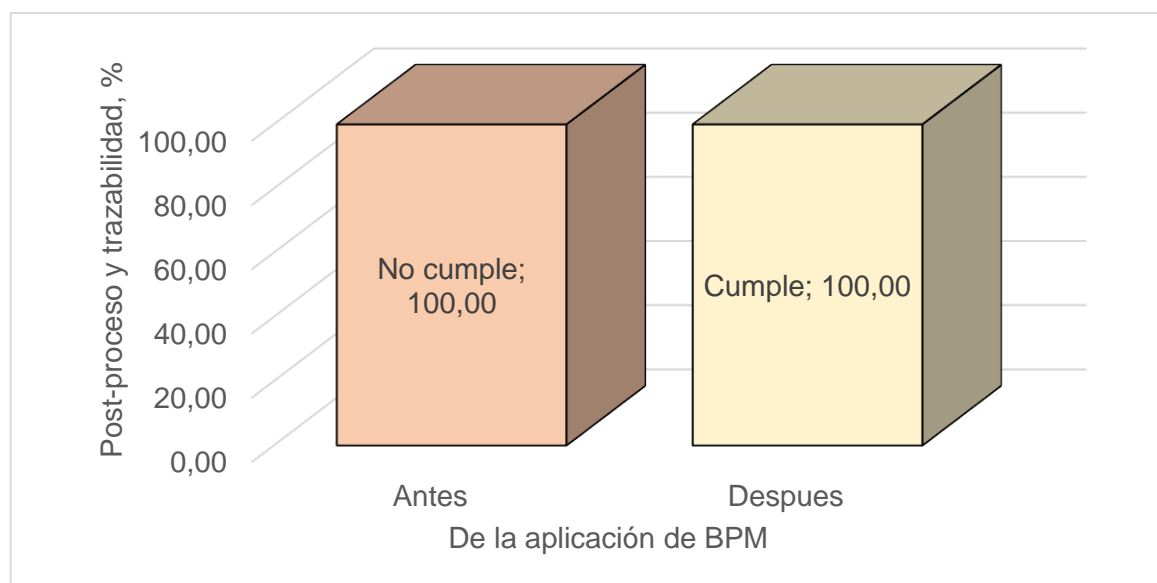 Post-proceso y trazabilidad, %
100,00
80,00
60,00
40,00
20,00
0,00
No cumple;
100,00
Cumple; 100,00
Antes
Despues
De la aplicación de BPM